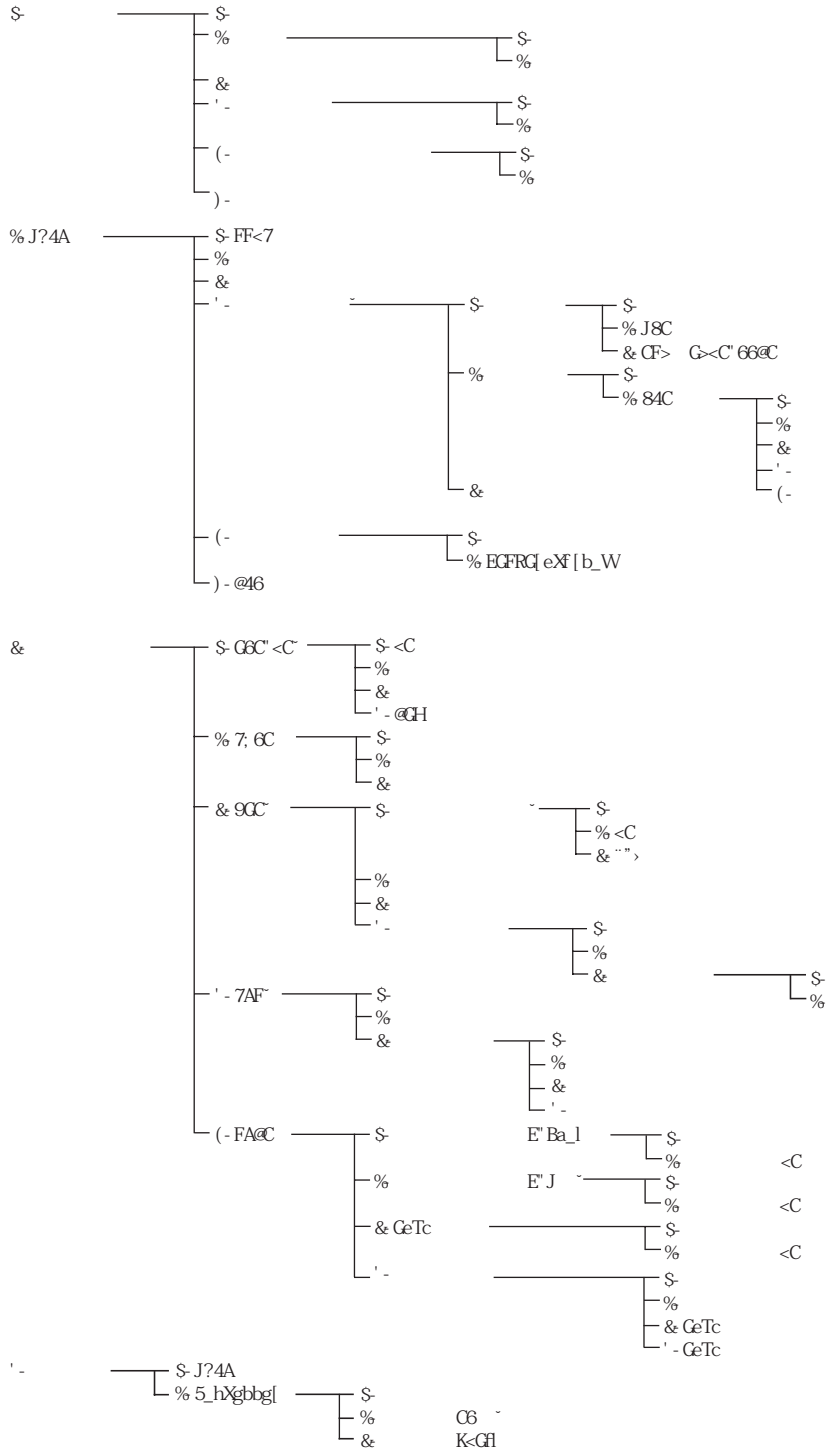 $-
$-
%-
$-
%-
&-
'-
$-
%-
(-
$-
%-
)-
%- J?4A
$- FF<7
%-
&-
'-
˘
$-
$-
%- J8C
&- CF> G><C"66@C
%-
$-
%- 84C
$-
%-
&-
'-
(-
&-
(-
$-
%- EGFRG[eXf[b_W
)- @46
&-
$- G6C"<C˘
$- <C
%-
&-
'- @GH
%- 7;6C
$-
%-
&-
&- 9GC˘
$-
˘
$-
%- <C
&- ¨"›
%-
&-
'-
$-
%-
&-
$-
%-
'- 7AF˘
$-
%-
&-
$-
%-
&-
'-
(- FA@C
$-
E"Ba_l
$-
%- <C
%-
E"J ˘
$-
%- <C
&- GeTc
$-
%- <C
'-
$-
%-
&- GeTc
'- GeTc
'-
$- J?4A
%- 5_hXgbbg[
$-
%- C6 ˘
&- K<Gfl